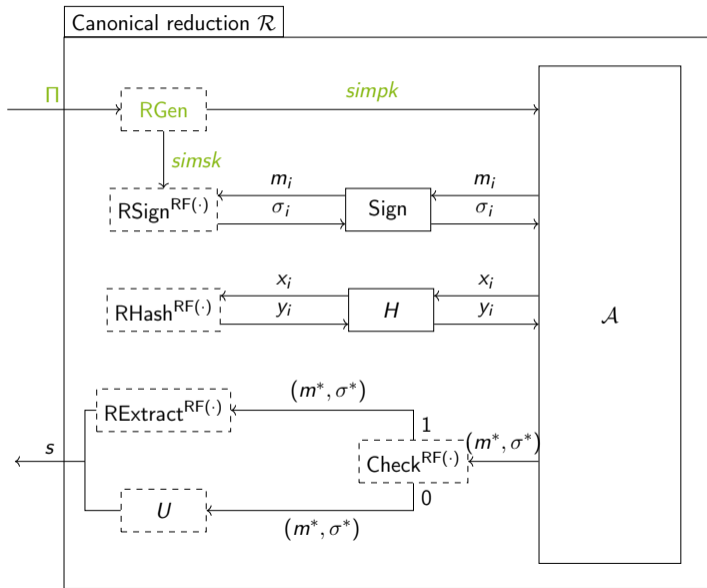 Canonical reduction ℛ
Π
RGen
simpk
simsk
RSign^RF(·)
m_i
σ_i
Sign
m_i
σ_i
RHash^RF(·)
x_i
y_i
H
x_i
y_i
𝒜
RExtract^RF(·)
(m*, σ*)
1
s
Check^RF(·)
(m*, σ*)
0
U
(m*, σ*)